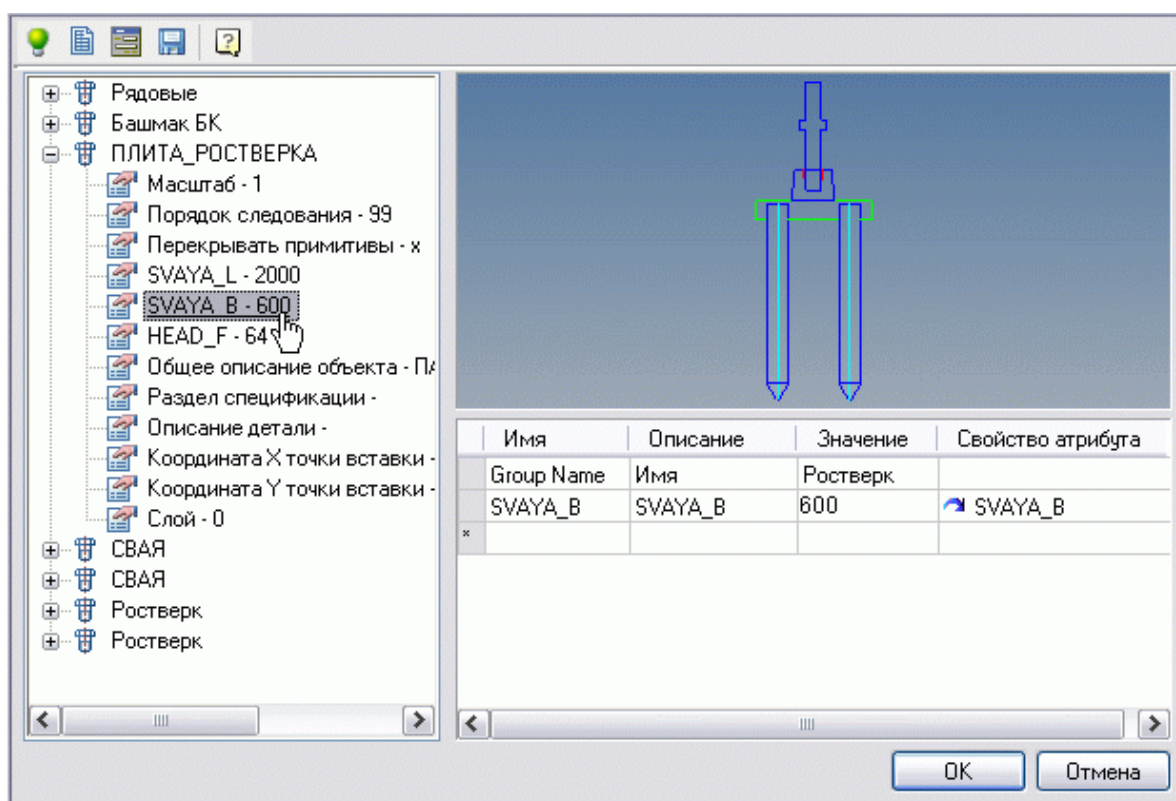 Рядовые
Башмак БК
ПЛИТА_РОСТВЕРКА
Масштаб - 1
Порядок следования - 99
Перекрывать примитивы - x
SVAYA_L - 2000
SVAYA_B - 600
HEAD_F - 64
Общее описание объекта - ПА
Раздел спецификации -
Описание детали -
Координата X точки вставки -
Координата Y точки вставки -
Слой - 0
СВАЯ
СВАЯ
Ростверк
Ростверк
Имя Описание Значение Свойство атрибута
Group Name Имя Ростверк
SVAYA_B SVAYA_B 600 SVAYA_B
OK Отмена